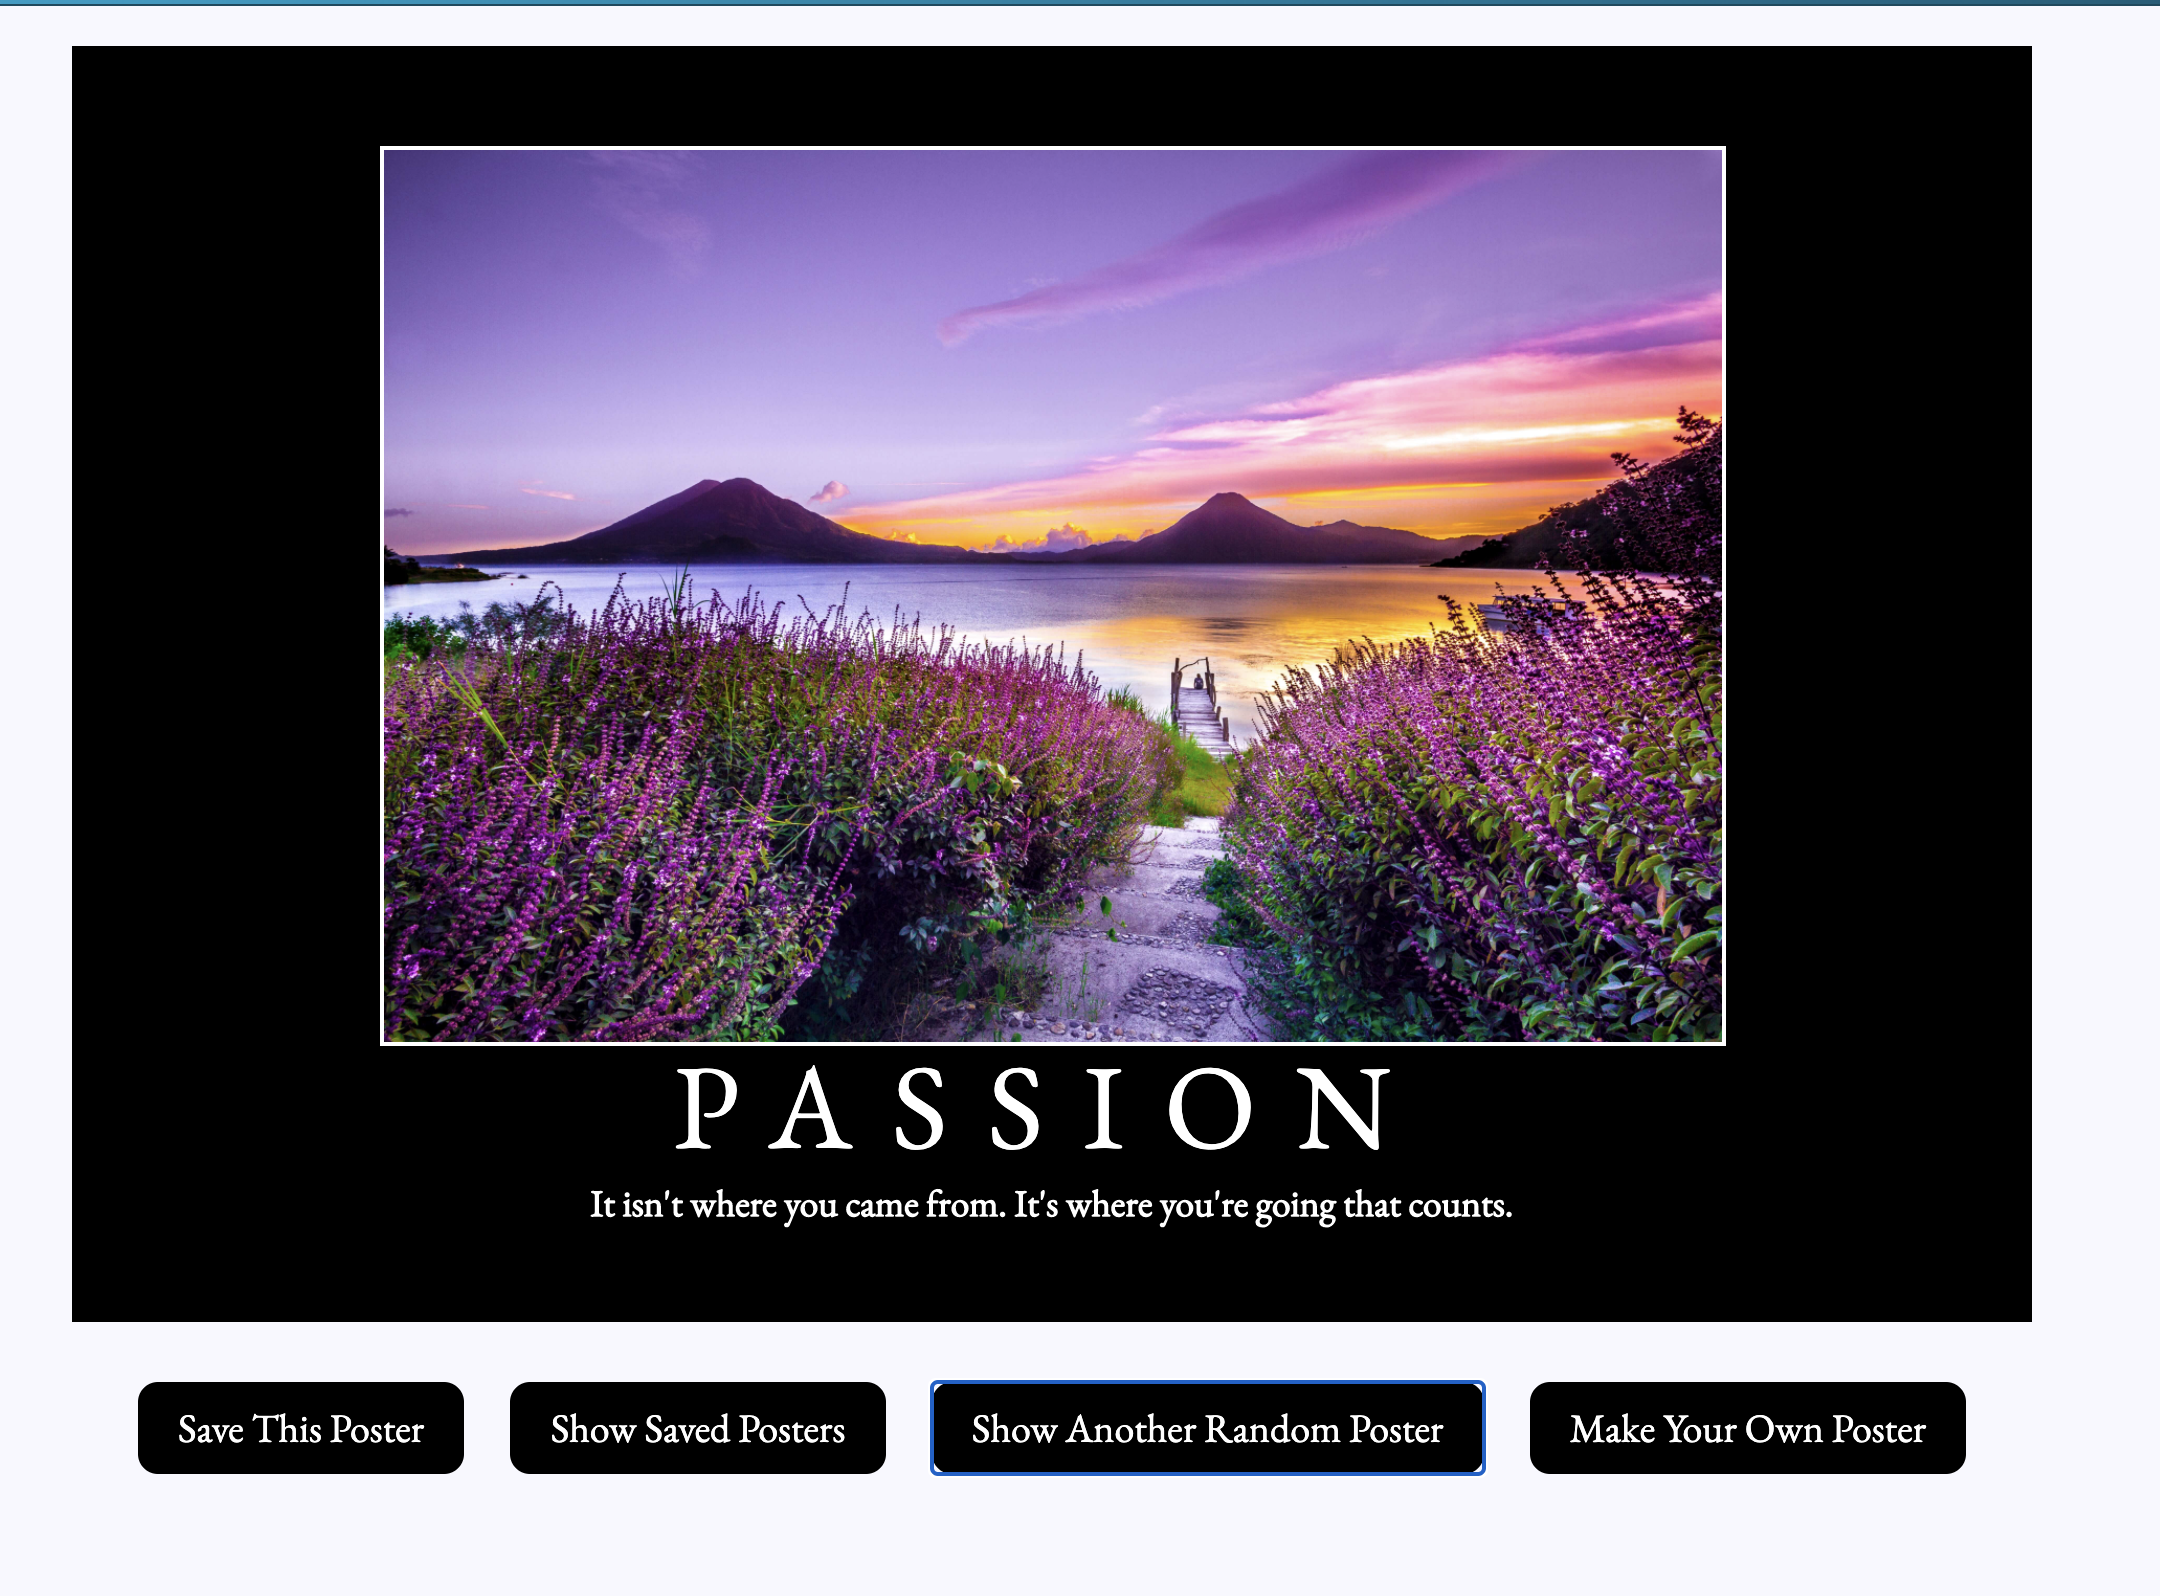 PASSION
It isn't where you came from. It's where you're going that counts.
Save This Poster
Show Saved Posters
Show Another Random Poster
Make Your Own Poster